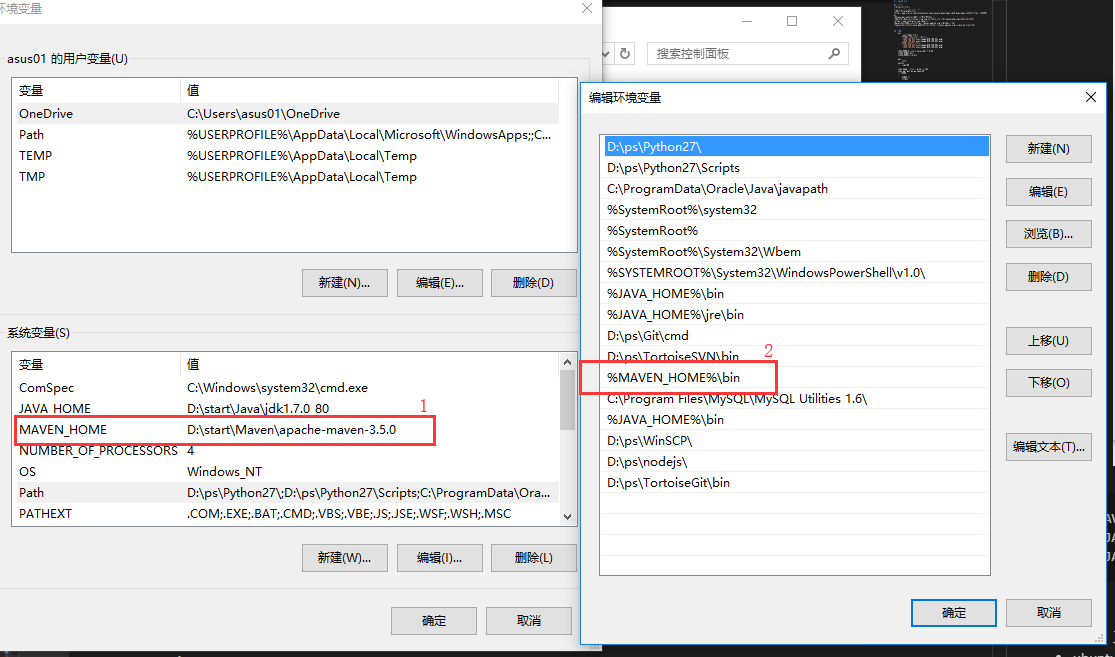 环境变量
asus01 的用户变量(U)
变量 值
OneDrive C:\Users\asus01\OneDrive
Path %USERPROFILE%\AppData\Local\Microsoft\WindowsApps;;C...
TEMP %USERPROFILE%\AppData\Local\Temp
TMP %USERPROFILE%\AppData\Local\Temp
新建(N)... 编辑(E)... 删除(D)
系统变量(S)
变量 值
ComSpec C:\Windows\system32\cmd.exe
JAVA_HOME D:\start\Java\jdk1.7.0_80
1
MAVEN_HOME D:\start\Maven\apache-maven-3.5.0
NUMBER_OF_PROCESSORS 4
OS Windows_NT
Path D:\ps\Python27\;D:\ps\Python27\Scripts;C:\ProgramData\Ora...
PATHEXT .COM;.EXE;.BAT;.CMD;.VBS;.VBE;.JS;.JSE;.WSF;.WSH;.MSC
新建(W)... 编辑(I)... 删除(L)
确定 取消
搜索控制面板
编辑环境变量
D:\ps\Python27\
D:\ps\Python27\Scripts
C:\ProgramData\Oracle\Java\javapath
%SystemRoot%\system32
%SystemRoot%
%SystemRoot%\System32\Wbem
%SYSTEMROOT%\System32\WindowsPowerShell\v1.0\
%JAVA_HOME%\bin
%JAVA_HOME%\jre\bin
D:\ps\Git\cmd
D:\ps\TortoiseSVN\bin
2
%MAVEN_HOME%\bin
C:\Program Files\MySQL\MySQL Utilities 1.6\
%JAVA_HOME%\bin
D:\ps\WinSCP\
D:\ps\nodejs\
D:\ps\TortoiseGit\bin
新建(N)
编辑(E)
浏览(B)...
删除(D)
上移(U)
下移(O)
编辑文本(T)...
确定 取消